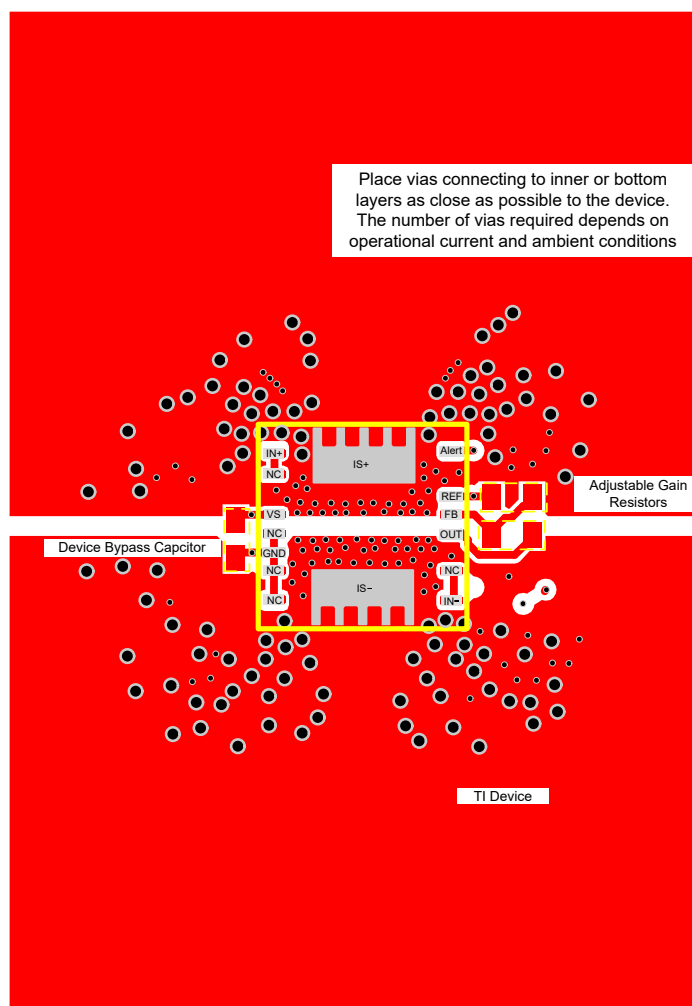 Place vias connecting to inner or bottom
layers as close as possible to the device.
The number of vias required depends on
operational current and ambient conditions
IN+
Alert
IS+
NC
REF
Adjustable Gain
Resistors
VS
FB
NC
OUT
Device Bypass Capcitor
GND
NC
NC
IS−
NC
IN−
TI Device